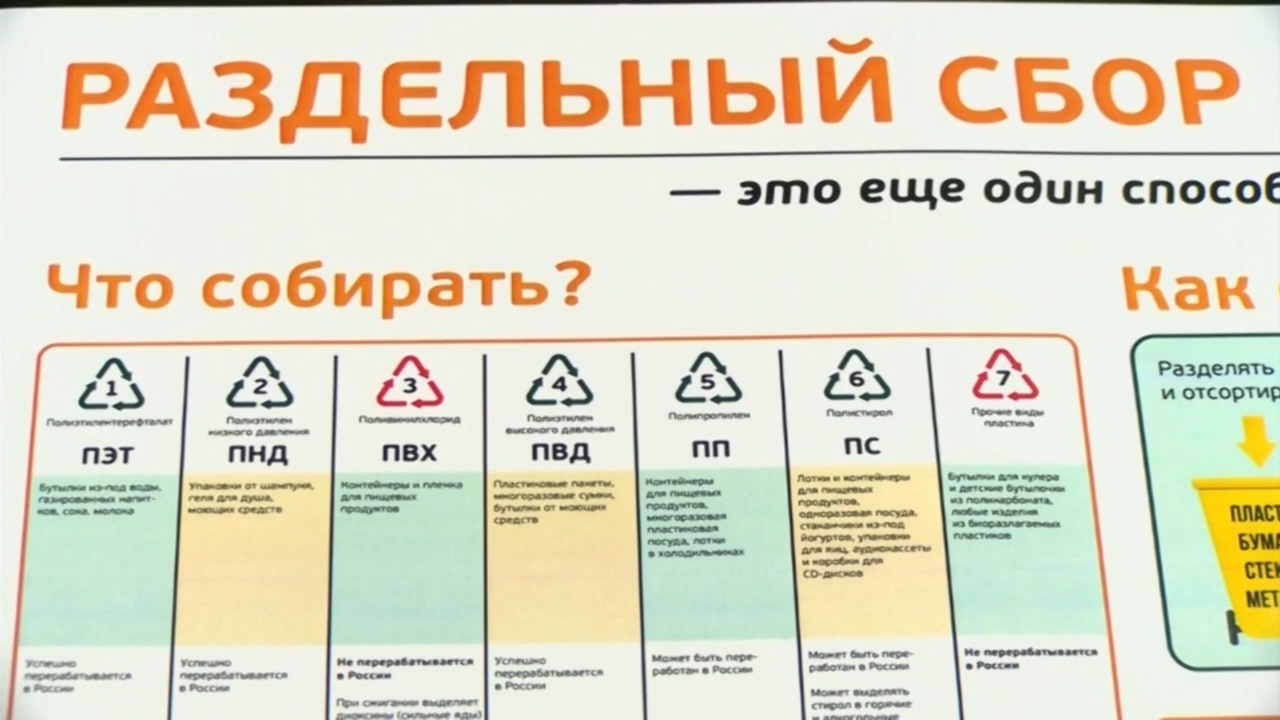 РАЗДЕЛЬНЫЙ СБОР
— это еще один способ
Что собирать?
Как
1
Полиэтилентерефталат
ПЭТ
Бутылки из-под воды,
газированных напит-
ков, сока, молока
Успешно
перерабатывается
в России
2
Полиэтилен
низкого давления
ПНД
Упаковки от шампуня,
геля для душа,
моющих средств
Успешно
перерабатывается
в России
3
Поливинилхлорид
ПВХ
Контейнеры и пленка
для пищевых
продуктов
Не перерабатывается
в России
При сжигании выделяет
диоксины (сильные яды)
4
Полиэтилен
высокого давления
ПВД
Пластиковые пакеты,
многоразовые сумки,
бутылки от моющих
средств
Успешно
перерабатывается
в России
5
Полипропилен
ПП
Контейнеры
для пищевых
продуктов,
многоразовая
пластиковая
посуда, лотки
в холодильниках
Может быть пере-
работан в России
6
Полистирол
ПС
Лотки и контейнеры
для пищевых
продуктов,
одноразовая посуда,
стаканчики из-под
йогуртов, упаковки
для яиц, аудиокассеты
и коробки для
CD-дисков
Может быть пере-
работан в России
Может выделять
стирол в горячие
и алкогольные
7
Прочие виды
пластика
Бутылки для кулера
и детские бутылочки
из поликарбоната,
любые изделия
из биоразлагаемых
пластиков
Не перерабатывается
в России
Разделять
и отсортир
ПЛАСТ
БУМА
СТЕК
МЕТ